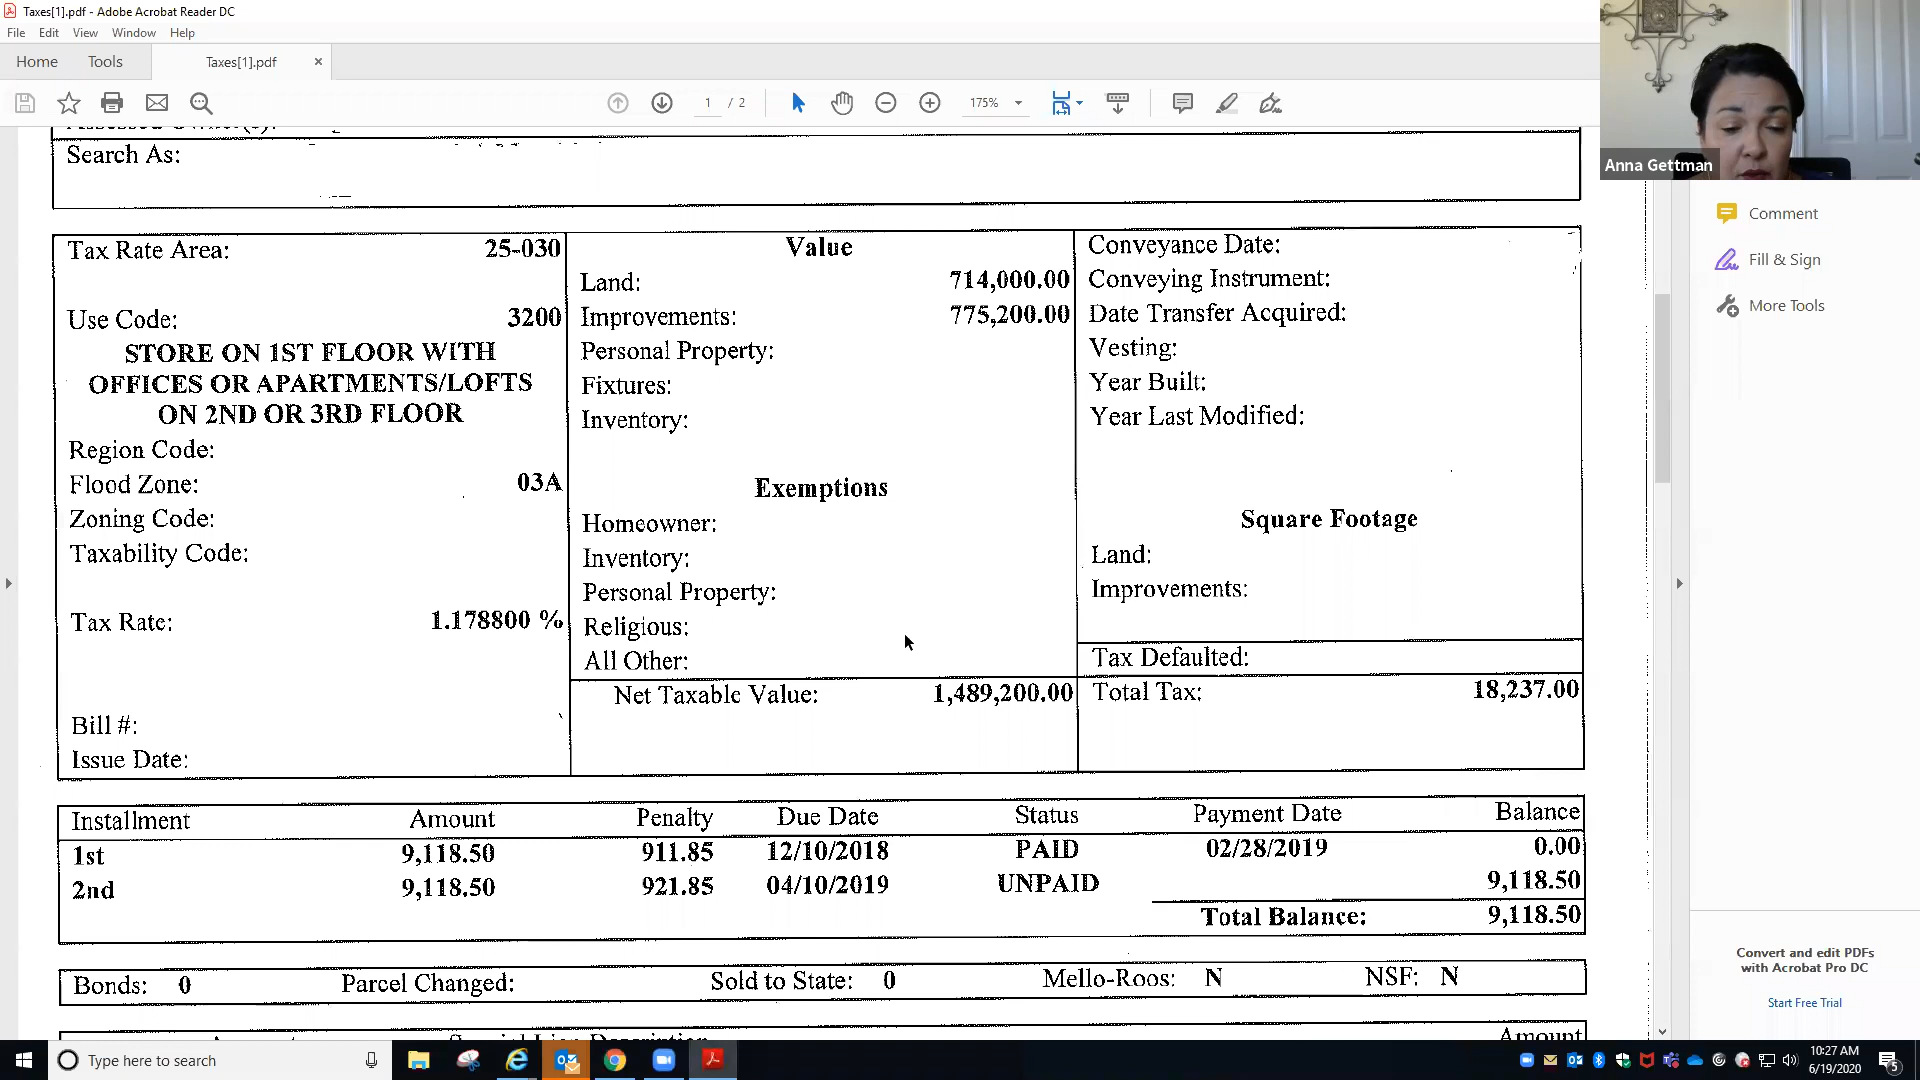 Taxes[1].pdf - Adobe Acrobat Reader DC
File Edit View Window Help
Home Tools Taxes[1].pdf ×
1 / 2 175%
Anna Gettman
Assessed Owner(s):
Search As:
Tax Rate Area: 25-030
Use Code: 3200
STORE ON 1ST FLOOR WITH
OFFICES OR APARTMENTS/LOFTS
ON 2ND OR 3RD FLOOR
Region Code:
Flood Zone: 03A
Zoning Code:
Taxability Code:
Tax Rate: 1.178800 %
Bill #:
Issue Date:
Value
Land: 714,000.00
Improvements: 775,200.00
Personal Property:
Fixtures:
Inventory:
Exemptions
Homeowner:
Inventory:
Personal Property:
Religious:
All Other:
Net Taxable Value: 1,489,200.00
Conveyance Date:
Conveying Instrument:
Date Transfer Acquired:
Vesting:
Year Built:
Year Last Modified:
Square Footage
Land:
Improvements:
Tax Defaulted:
Total Tax: 18,237.00
Installment Amount Penalty Due Date Status Payment Date Balance
1st 9,118.50 911.85 12/10/2018 PAID 02/28/2019 0.00
2nd 9,118.50 921.85 04/10/2019 UNPAID 9,118.50
Total Balance: 9,118.50
Bonds: 0 Parcel Changed: Sold to State: 0 Mello-Roos: N NSF: N
Amount
Comment
Fill & Sign
More Tools
Convert and edit PDFs
with Acrobat Pro DC
Start Free Trial
Type here to search
10:27 AM
6/19/2020
5